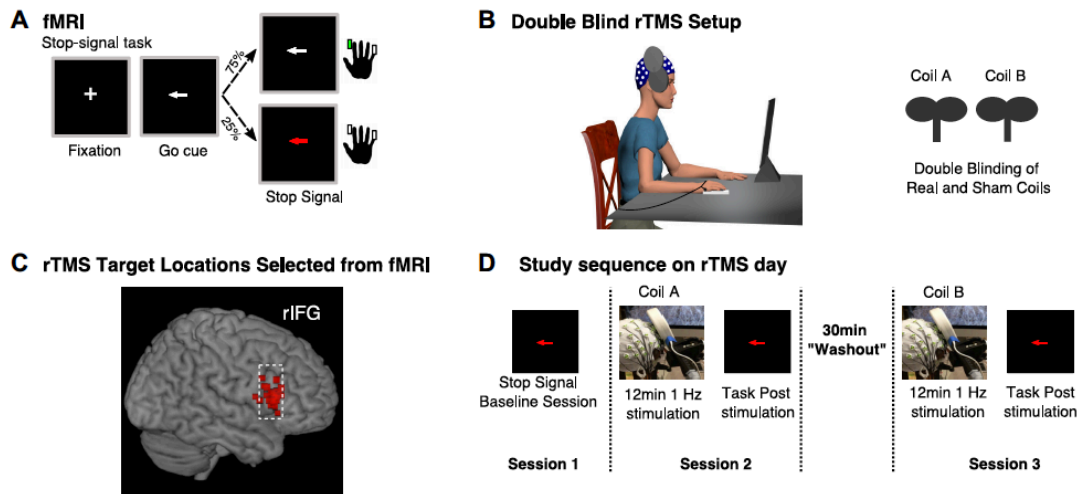 A fMRI
Stop-signal task
75%
25%
Fixation
Go cue
Stop Signal
B Double Blind rTMS Setup
Coil A
Coil B
Double Blinding of
Real and Sham Coils
C rTMS Target Locations Selected from fMRI
rIFG
D Study sequence on rTMS day
Coil A
Coil B
30min
"Washout"
Stop Signal
Baseline Session
12min 1 Hz
stimulation
Task Post
stimulation
12min 1 Hz
stimulation
Task Post
stimulation
Session 1
Session 2
Session 3